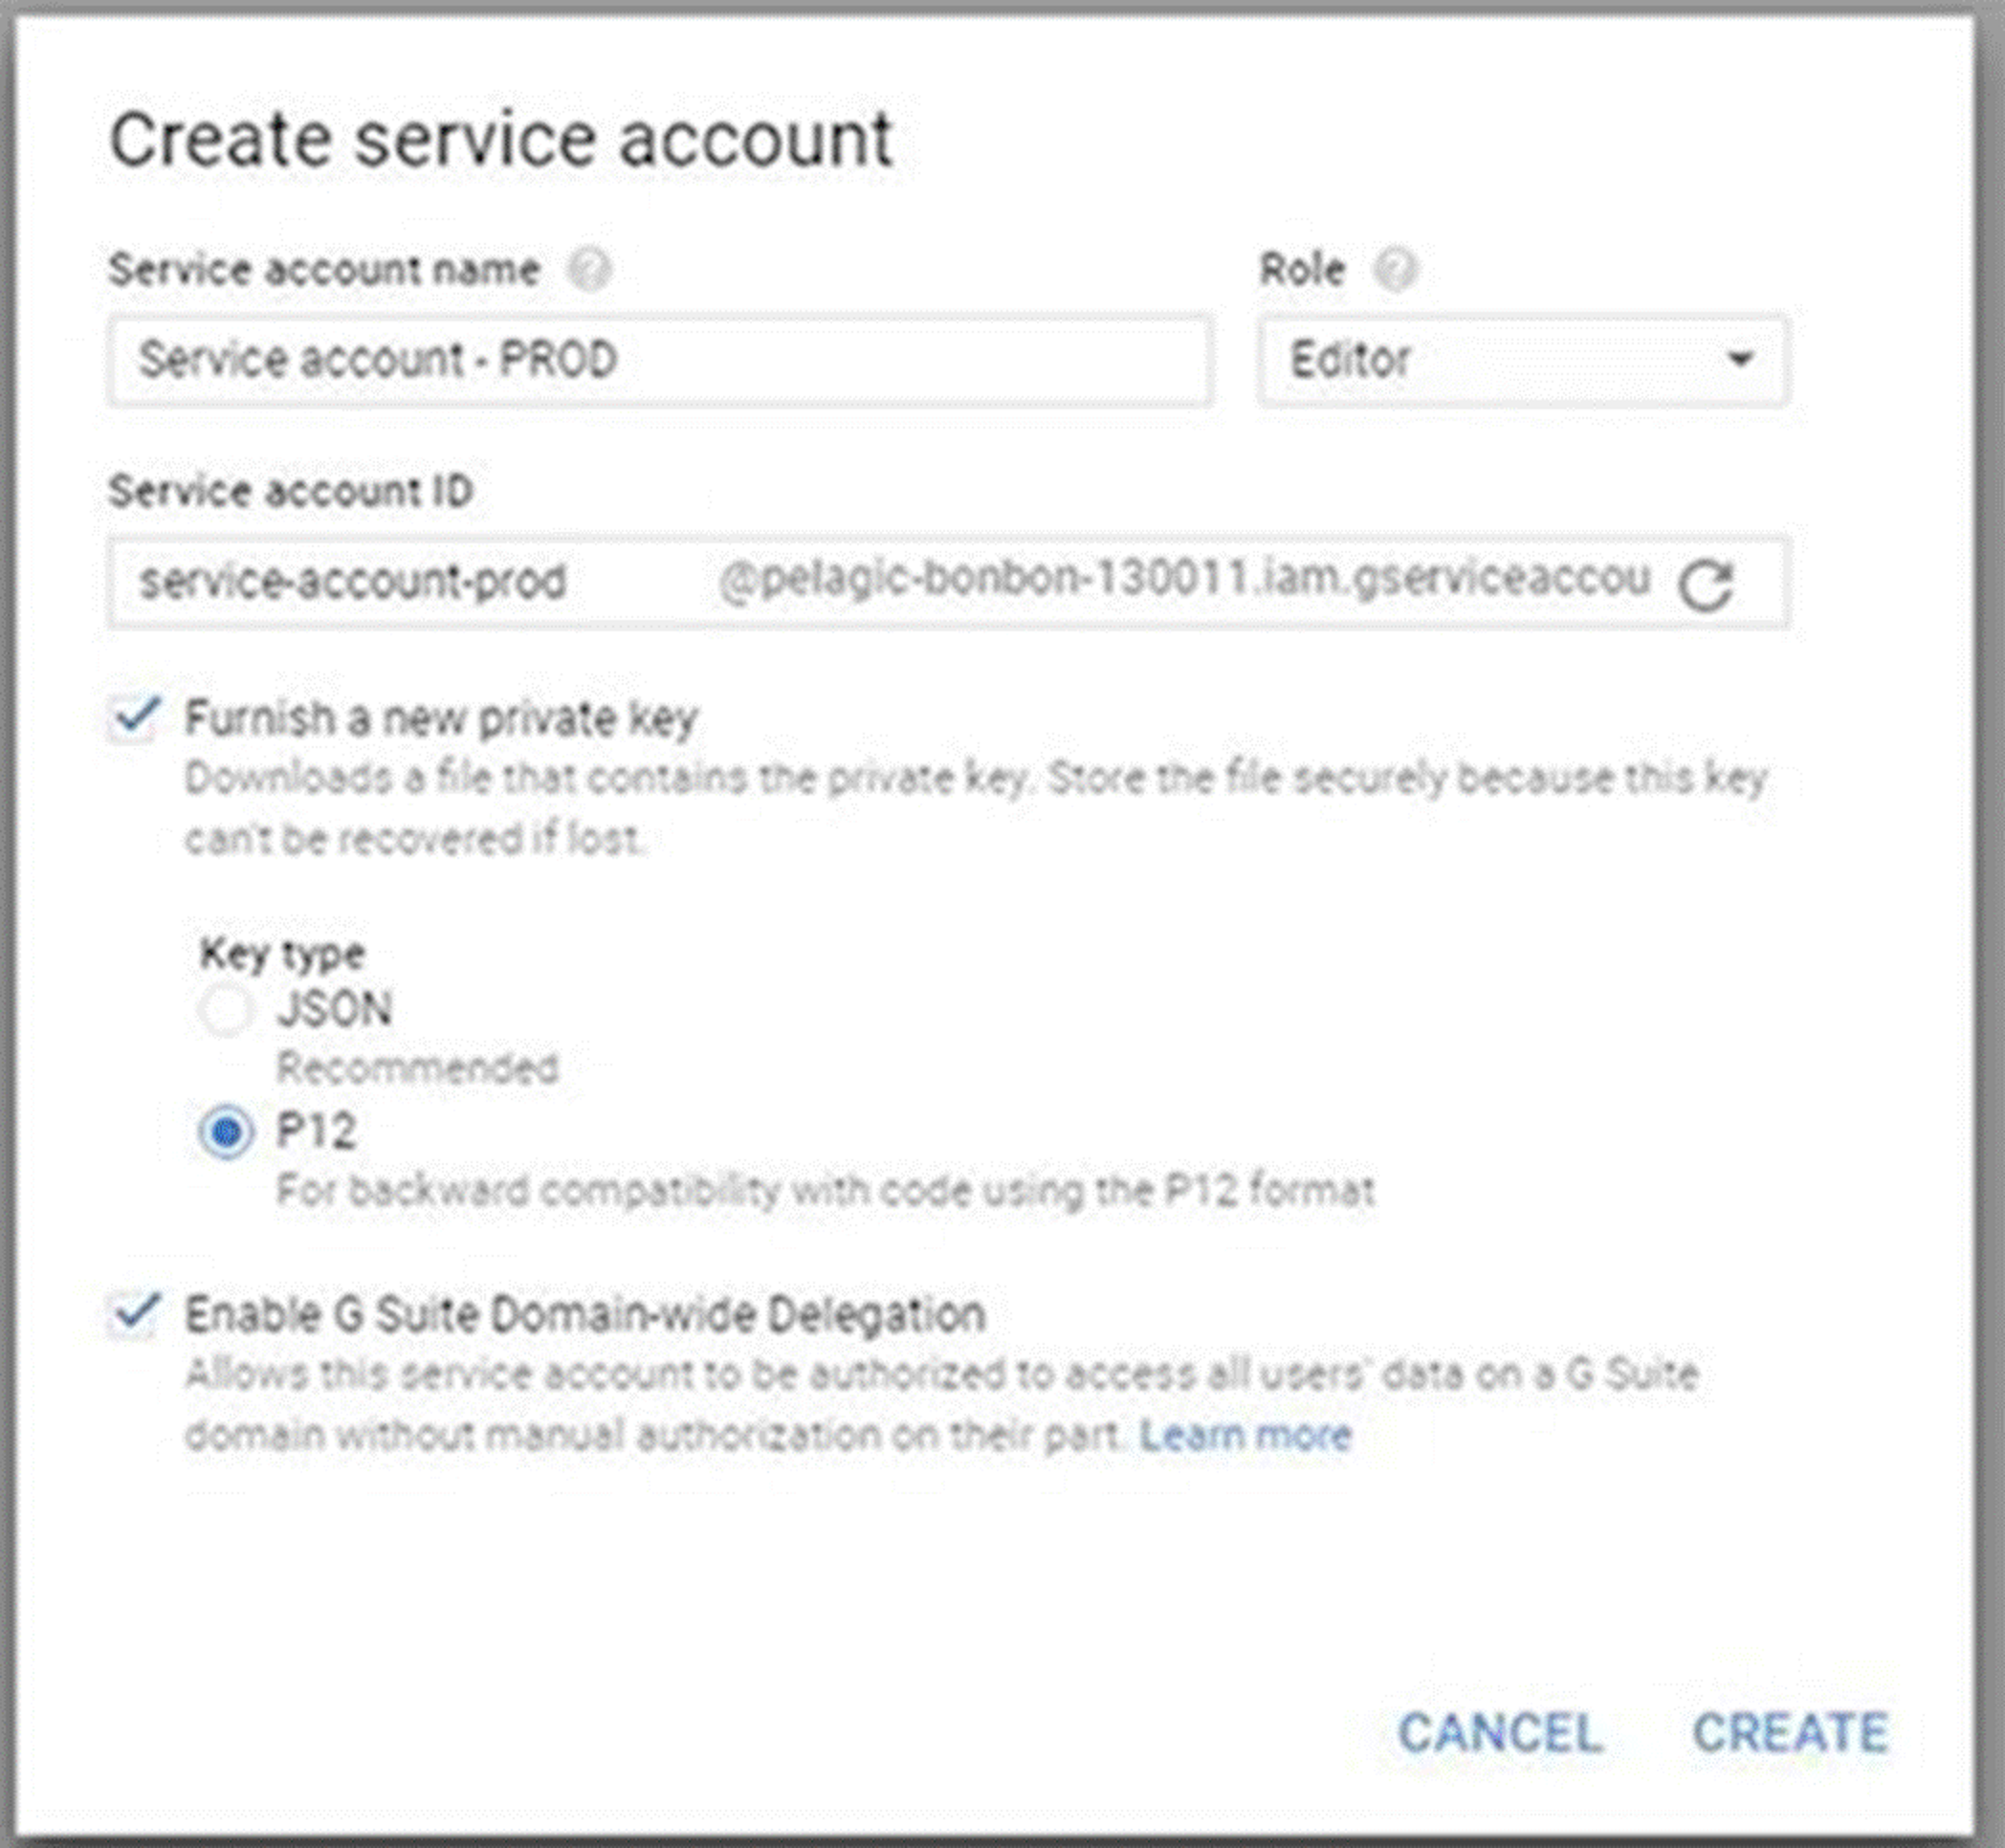 Create service account
Service account name
Role
Service account - PROD
Editor
Service account ID
service-account-prod @pelagic-bonbon-130011.iam.gserviceaccou
Furnish a new private key
Downloads a file that contains the private key. Store the file securely because this key
can't be recovered if lost.
Key type
JSON
Recommended
P12
For backward compatibility with code using the P12 format
Enable G Suite Domain-wide Delegation
Allows this service account to be authorized to access all users' data on a G Suite
domain without manual authorization on their part. Learn more
CANCEL CREATE